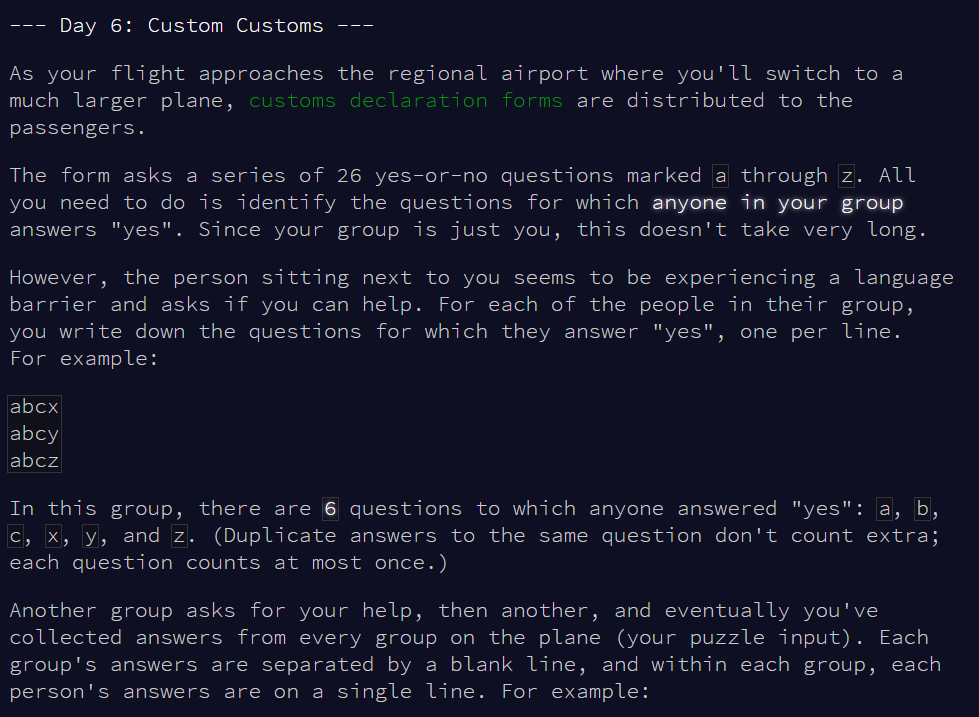 --- Day 6: Custom Customs ---
As your flight approaches the regional airport where you'll switch to a
much larger plane, customs declaration forms are distributed to the
passengers.
The form asks a series of 26 yes-or-no questions marked a through z. All
you need to do is identify the questions for which anyone in your group
answers "yes". Since your group is just you, this doesn't take very long.
However, the person sitting next to you seems to be experiencing a language
barrier and asks if you can help. For each of the people in their group,
you write down the questions for which they answer "yes", one per line.
For example:
abcx
abcy
abcz
In this group, there are 6 questions to which anyone answered "yes": a, b,
c, x, y, and z. (Duplicate answers to the same question don't count extra;
each question counts at most once.)
Another group asks for your help, then another, and eventually you've
collected answers from every group on the plane (your puzzle input). Each
group's answers are separated by a blank line, and within each group, each
person's answers are on a single line. For example: